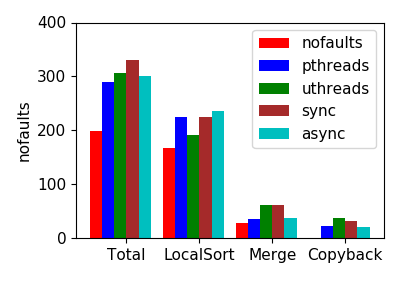 400
300
200
100
0
nofaults
nofaults
pthreads
uthreads
sync
async
Total LocalSort Merge Copyback